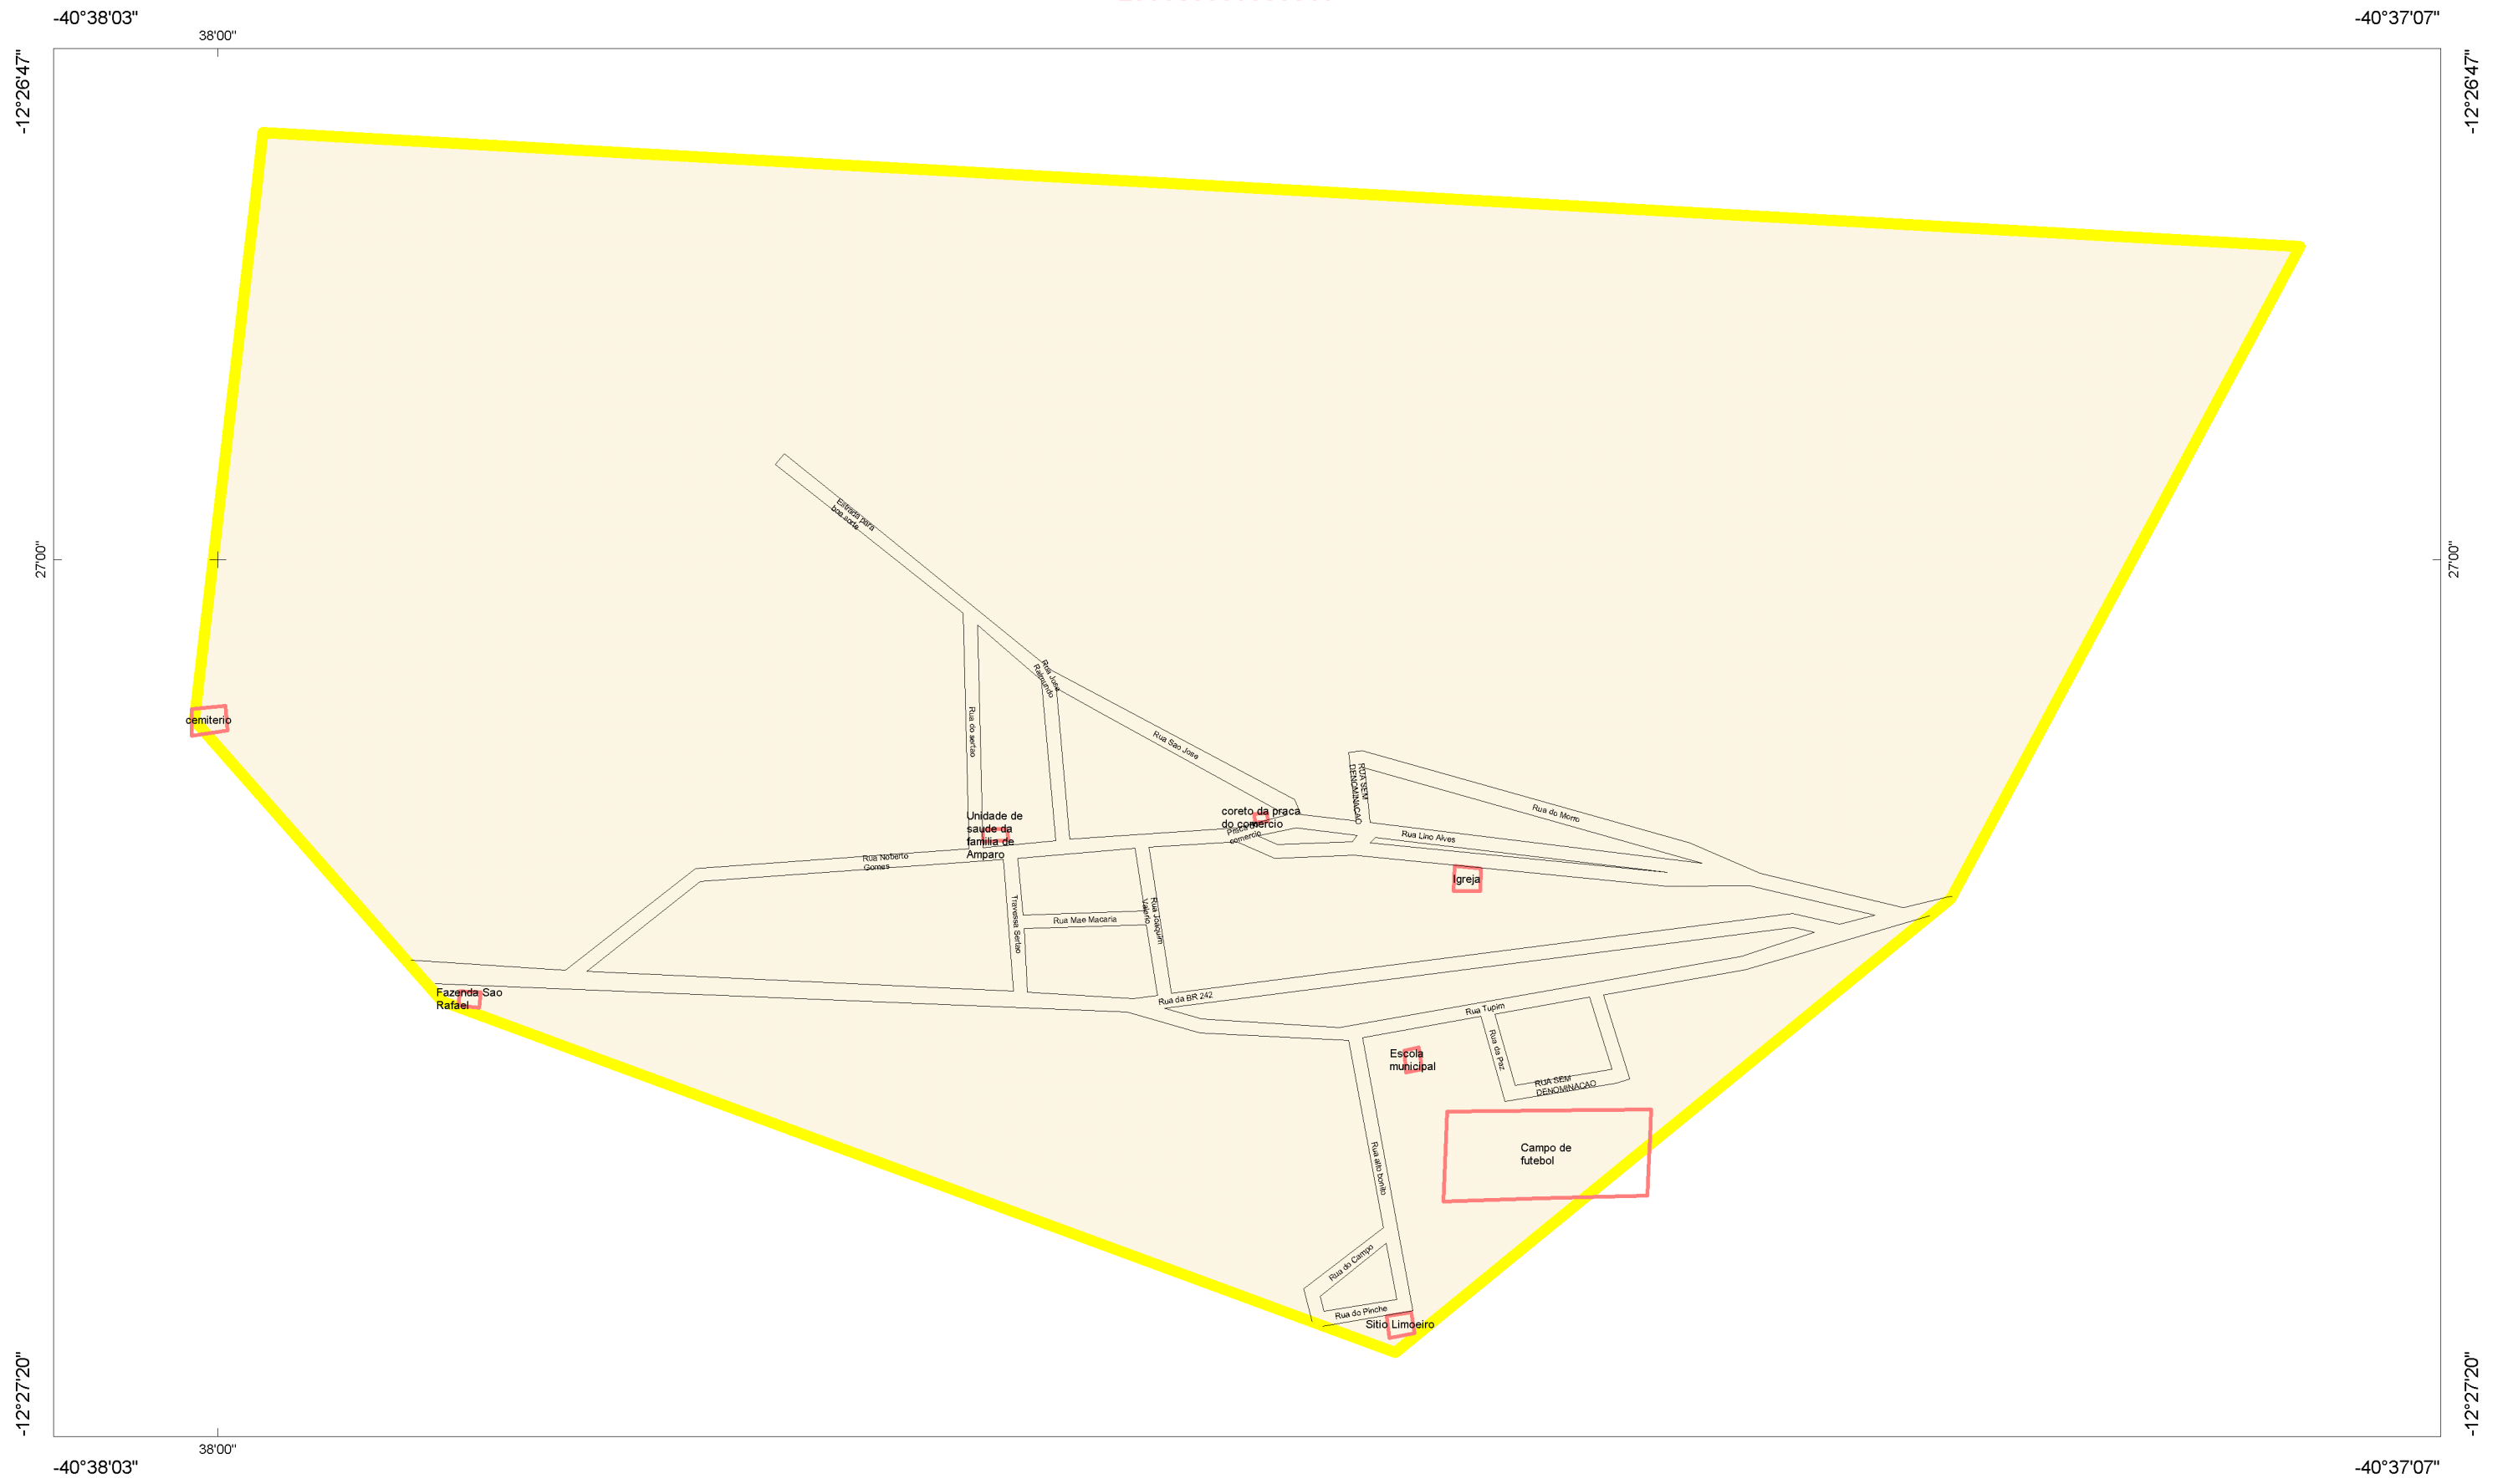 -40°38'03"
-40°37'07"
38'00"
-12°26'47"
-12°26'47"
Estrada para
boa sorte
27'00"
27'00"
Rua Jose
Raimundo
Rua do sertao
cemiterio
Rua Sao Jose
RUA SEM
DENOMINACAO
Rua do Morro
coreto da praca
do comercio
Unidade de
saude da
familia de
Amparo
comercio
Rua Lino Alves
Rua Noberto
Gomes
Igreja
Travessa Sertao
Rua Mae Macaria
Rua Joaquim
Valerio
Fazenda Sao
Rafael
Rua da BR 242
Rua Tupim
Rua da Paz
Escola
municipal
RUA SEM
DENOMINACAO
Campo de
futebol
Rua alto bonito
Rua do Campo
Rua do Pinche
Sitio Limoeiro
-12°27'20"
-12°27'20"
38'00"
-40°38'03"
-40°37'07"